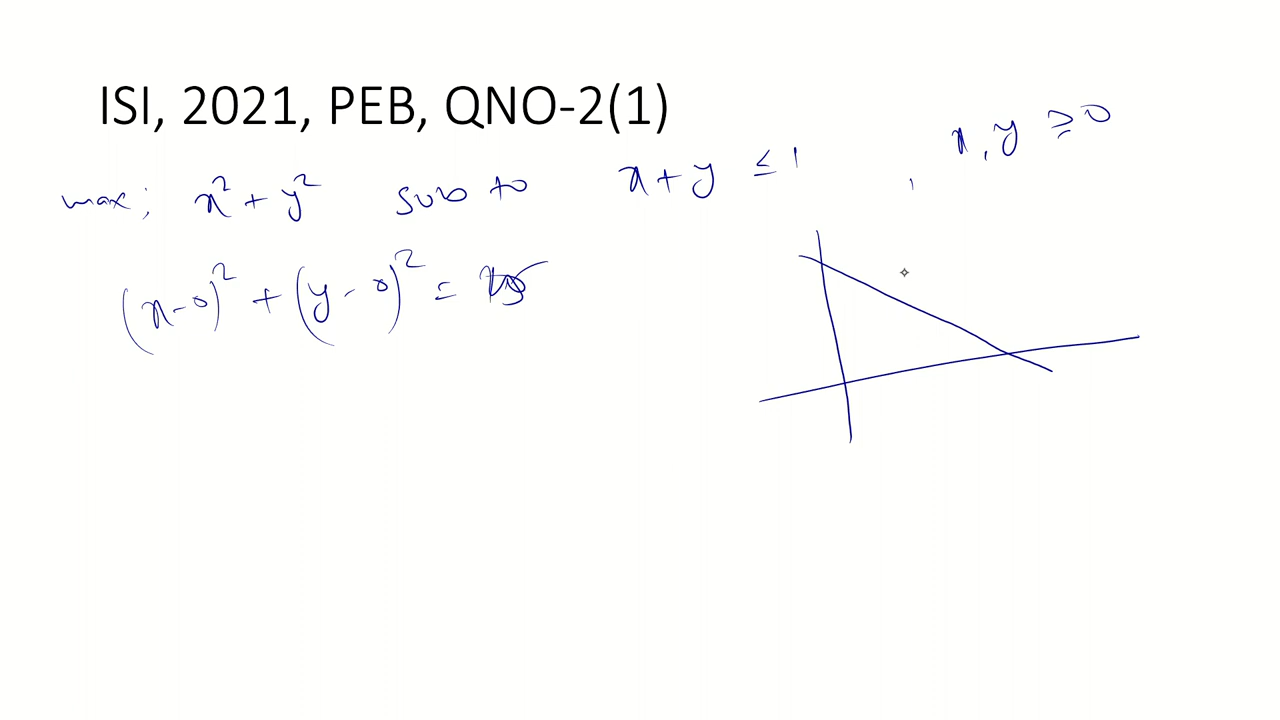 ISI, 2021, PEB, QNO-2(1)
max; x² + y² sub to x + y ≤ 1, x, y ≥ 0
(x-0)² + (y-0)² =